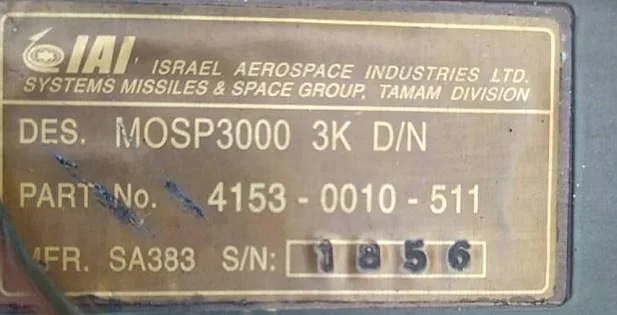 IAI ISRAEL AEROSPACE INDUSTRIES LTD.
SYSTEMS MISSILES & SPACE GROUP, TAMAM DIVISION
DES. MOSP3000 3K D/N
PART No. 4153-0010-511
MFR. SA383 S/N: 1856